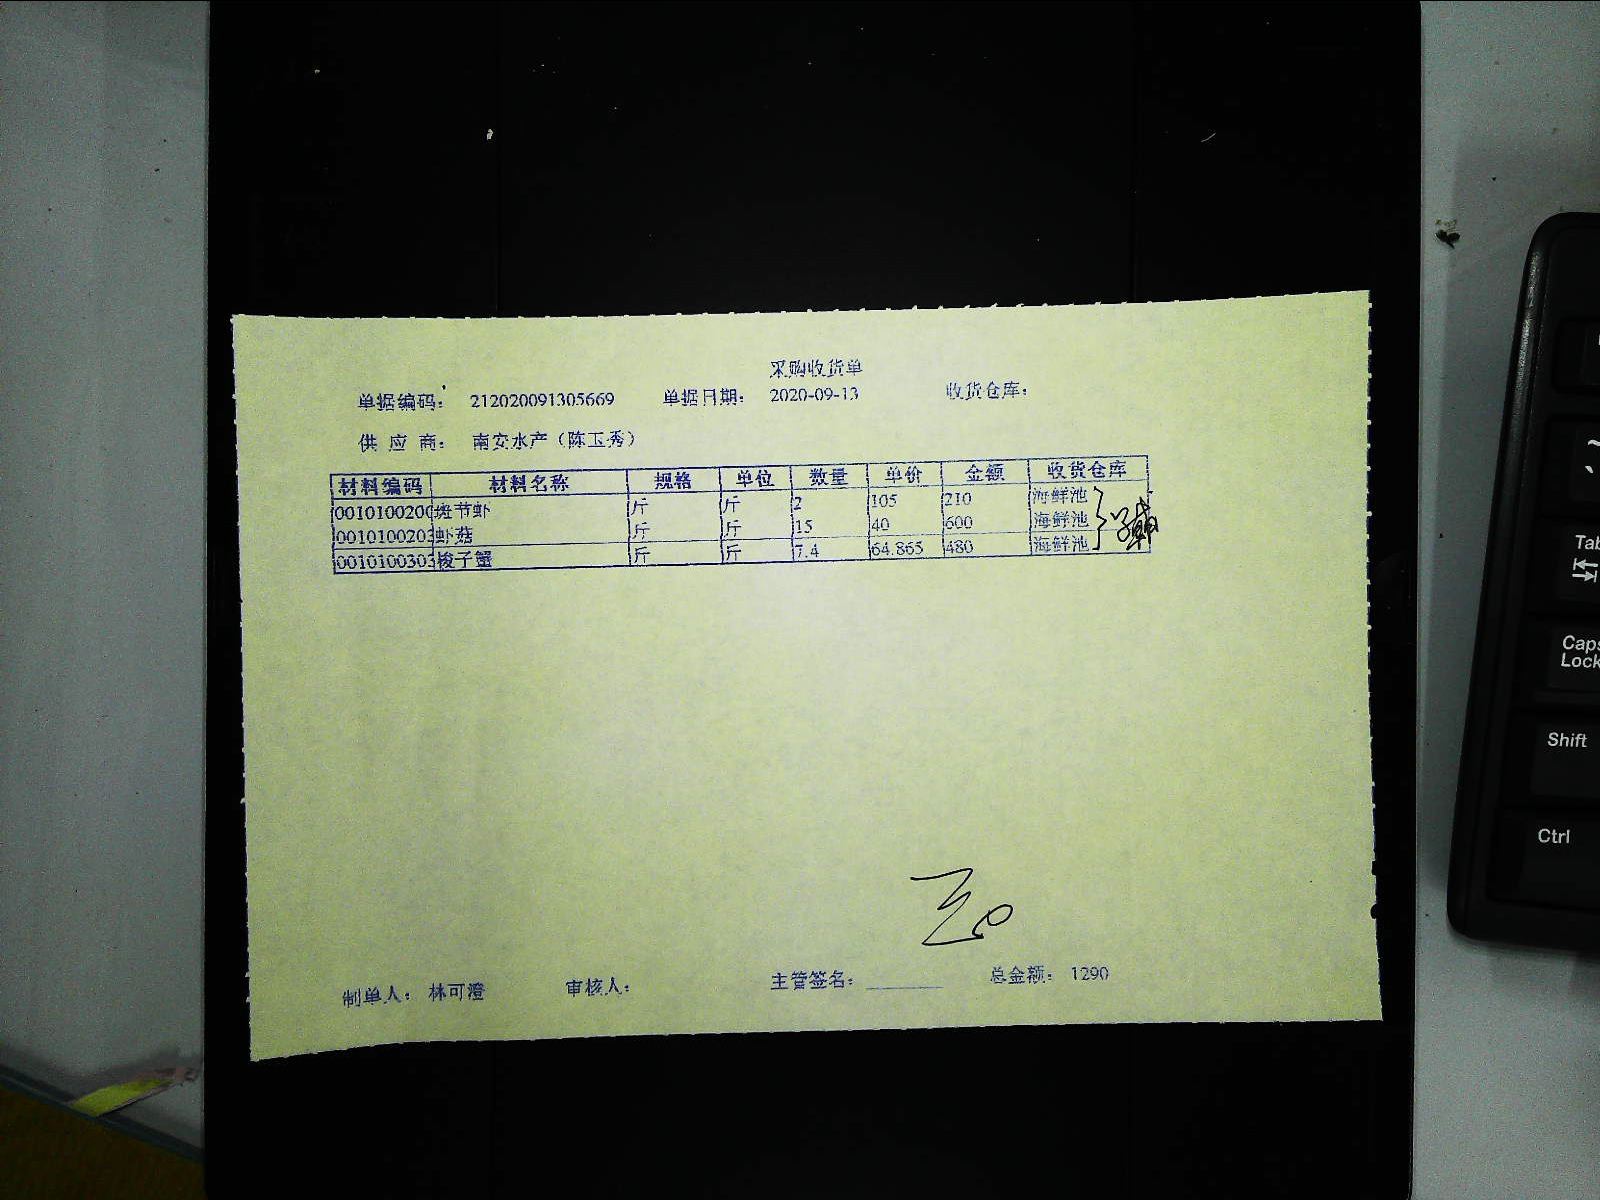 采购收货单
单据编码： 212020091305669 单据日期： 2020-09-13 收货仓库：
供 应 商： 南安水产（陈玉秀）
材料编码 材料名称 规格 单位 数量 单价 金额 收货仓库
0010100200 斑节虾 斤 斤 2 105 210 海鲜池
0010100203 虾菇 斤 斤 15 40 600 海鲜池
0010100303 梭子蟹 斤 斤 7.4 64.865 480 海鲜池
制单人： 林可澄 审核人： 主管签名： 总金额： 1290
Tab
Caps
Lock
Shift
Ctrl